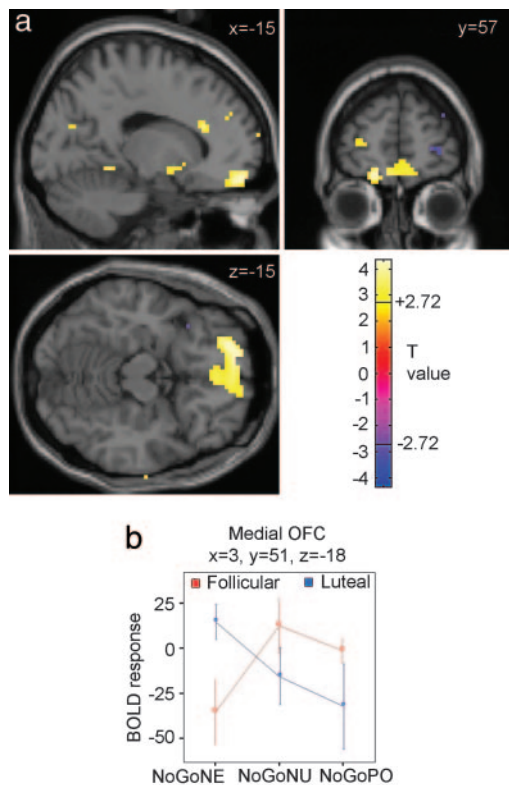 a
x=-15
y=57
z=-15
4
3
2
1
0
-1
-2
-3
-4
+2.72
T
value
-2.72
b
Medial OFC
x=3, y=51, z=-18
Follicular Luteal
BOLD response
25
0
-25
-50
NoGoNE NoGoNU NoGoPO